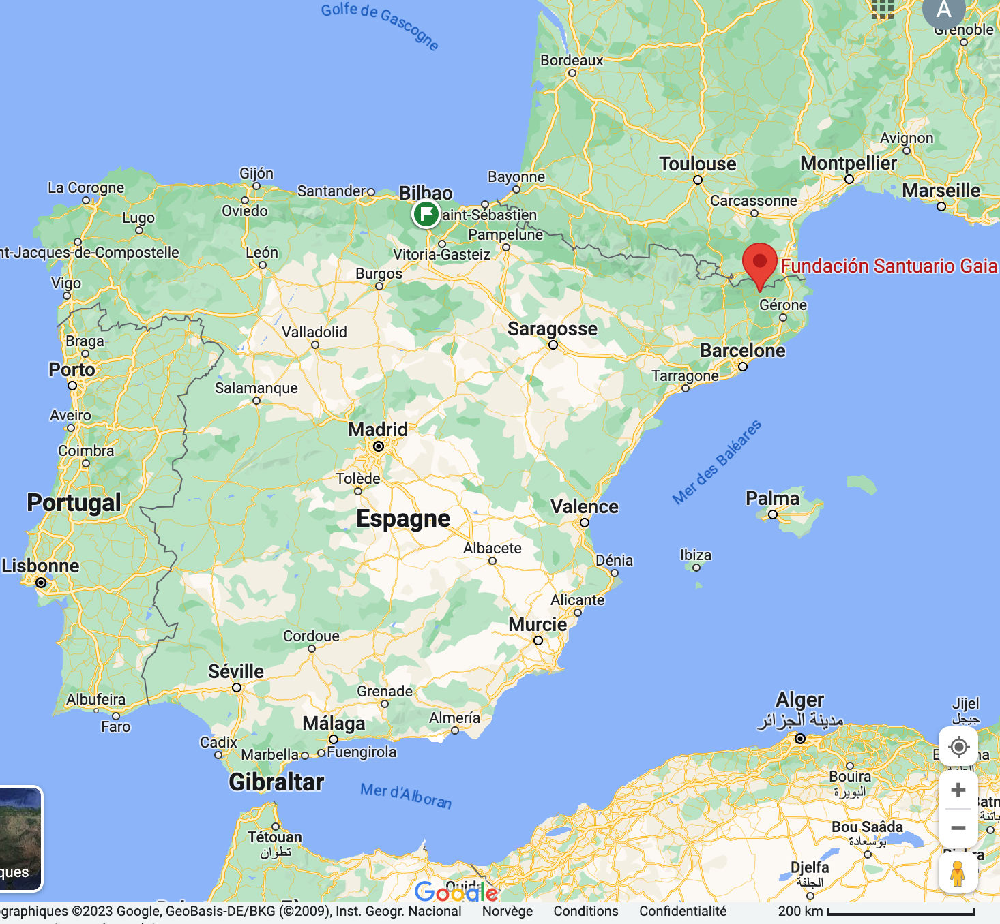 Golfe de Gascogne
A
Grenoble
Bordeaux
Avignon
Toulouse
Montpellier
Gijón
Bayonne
La Corogne
Santander
Bilbao
Marseille
Carcassonne
Oviedo
Lugo
aint-Sébastien
Pampelune
nt-Jacques-de-Compostelle
León
Vitoria-Gasteiz
Fundación Santuario Gaia
Burgos
Vigo
Gérone
Saragosse
Valladolid
Braga
Barcelone
Porto
Tarragone
Salamanque
Aveiro
Madrid
Coimbra
Mer des Baléares
Tolède
Portugal
Palma
Valence
Espagne
Albacete
Ibiza
Dénia
Lisbonne
Alicante
Murcie
Cordoue
Séville
Grenade
Albufeira
Alger
مدينة الجزائر
Jijel
جيجل
Almería
Málaga
Faro
Cadix
Marbella
Fuengirola
Gibraltar
Bouira
البويرة
Mer d'Alboran
Batn
باتنة
Bou Saâda
بوسعادة
Tétouan
تطوان
Djelfa
الجلفة
ques
Google
ographiques ©2023 Google, GeoBasis-DE/BKG (©2009), Inst. Geogr. Nacional Norvège Conditions Confidentialité 200 km